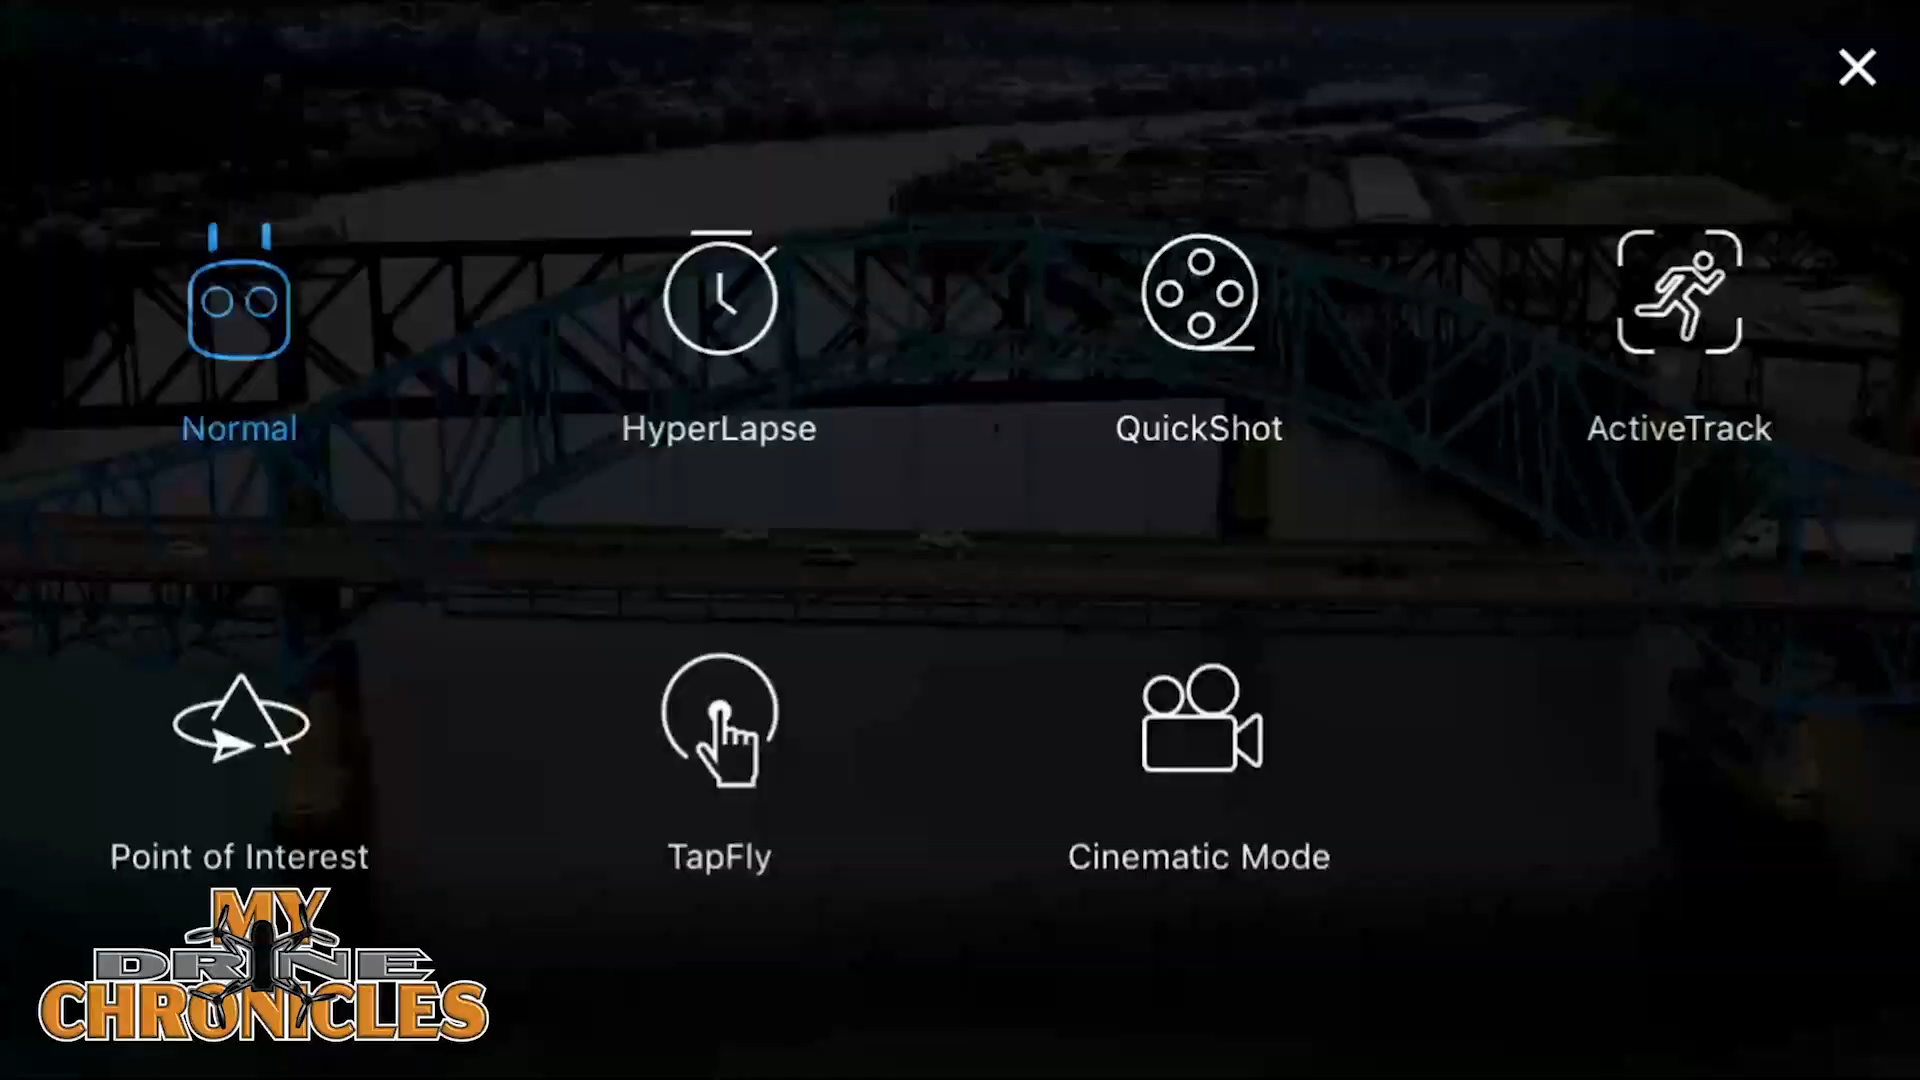 Normal
HyperLapse
QuickShot
ActiveTrack
Point of Interest
TapFly
Cinematic Mode
MY
DRONE
CHRONICLES